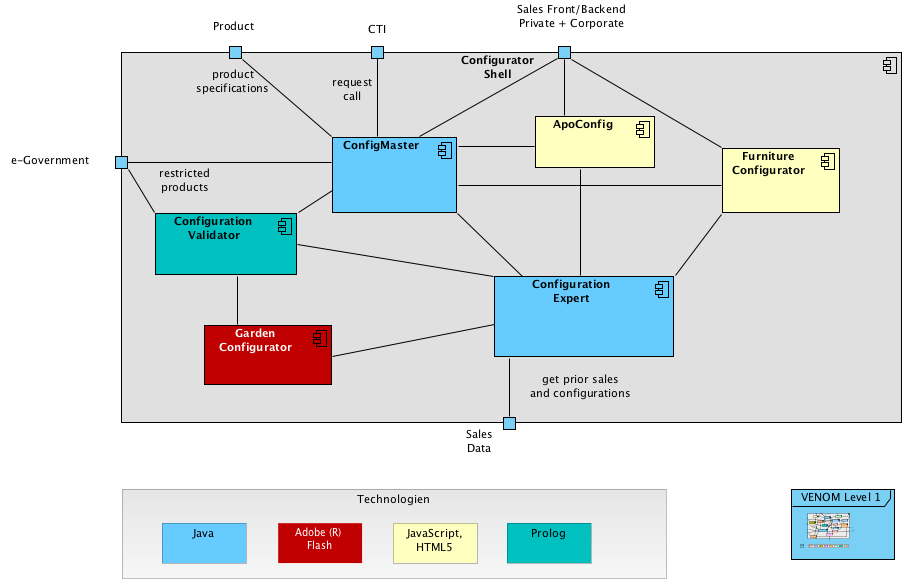 Product
CTI
Sales Front/Backend
Private + Corporate
Configurator
Shell
product
specifications
request
call
ApoConfig
ConfigMaster
Furniture
Configurator
e-Government
restricted
products
Configuration
Validator
Configuration
Expert
Garden
Configurator
get prior sales
and configurations
Sales
Data
Technologien
VENOM Level 1
Java
Adobe (R)
Flash
JavaScript,
HTML5
Prolog